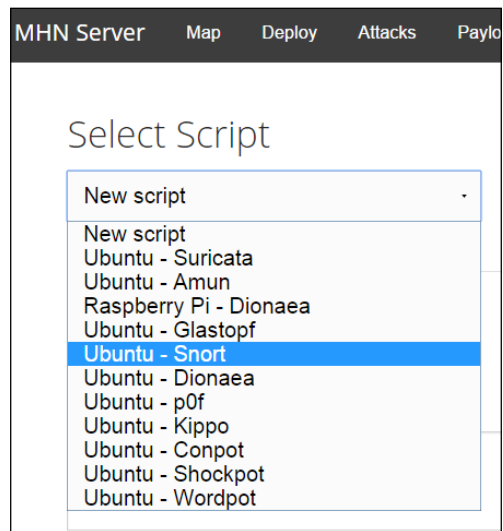 MHN Server Map Deploy Attacks
Select Script
New script
New script
Ubuntu - Suricata
Ubuntu - Amun
Raspberry Pi - Dionaea
Ubuntu - Glastopf
Ubuntu - Snort
Ubuntu - Dionaea
Ubuntu - p0f
Ubuntu - Kippo
Ubuntu - Conpot
Ubuntu - Shockpot
Ubuntu - Wordpot